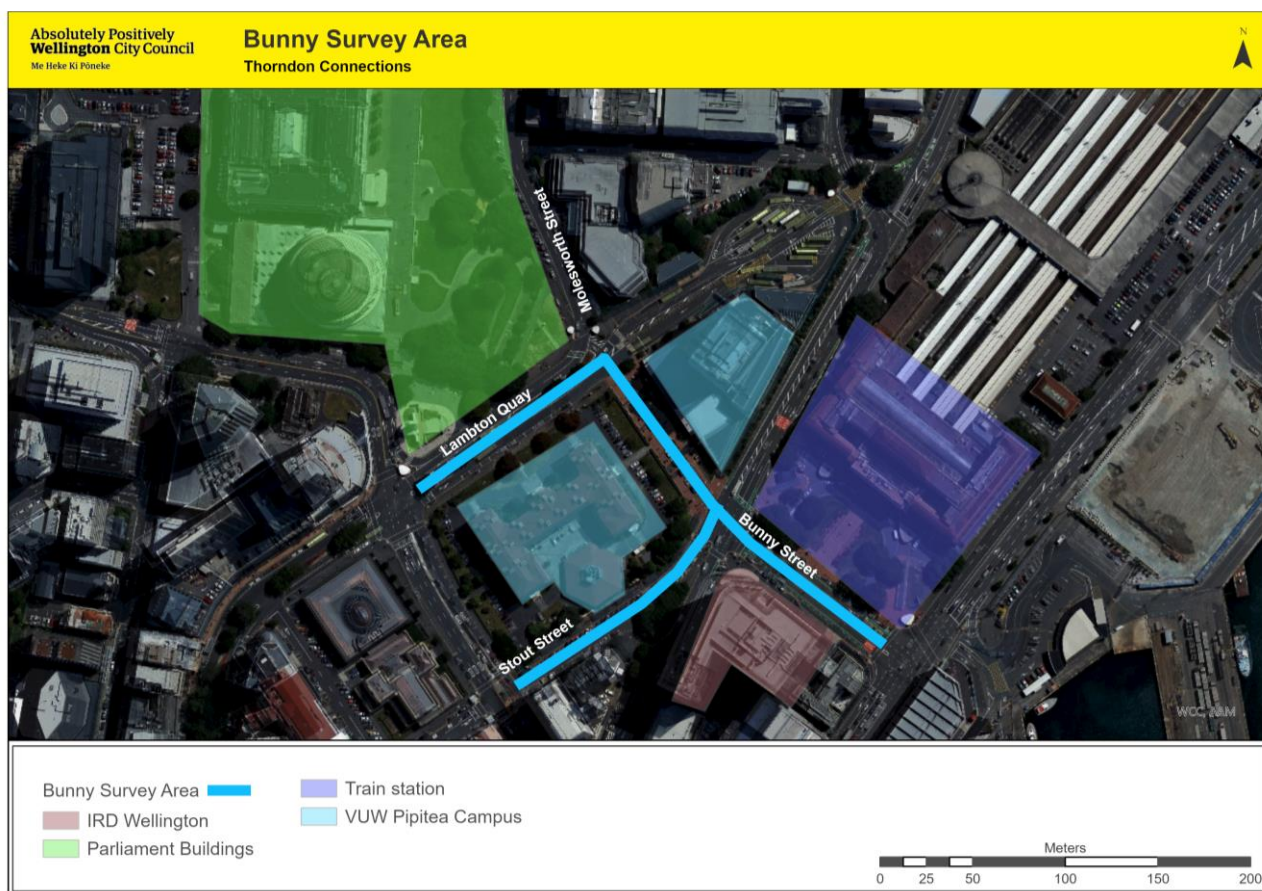 Absolutely Positively
Wellington City Council
Me Heke Ki Pōneke
Bunny Survey Area
Thorndon Connections
N
Molesworth Street
Lambton Quay
Bunny Street
Stout Street
WCC, AAM
Bunny Survey Area
IRD Wellington
Parliament Buildings
Train station
VUW Pipitea Campus
Meters
0 25 50 100 150 200